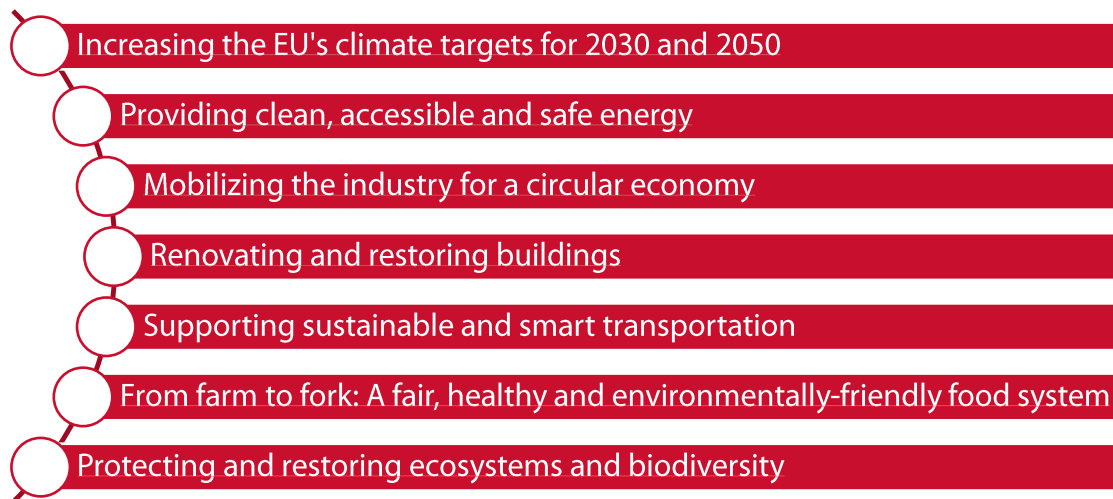 Increasing the EU's climate targets for 2030 and 2050
Providing clean, accessible and safe energy
Mobilizing the industry for a circular economy
Renovating and restoring buildings
Supporting sustainable and smart transportation
From farm to fork: A fair, healthy and environmentally-friendly food system
Protecting and restoring ecosystems and biodiversity